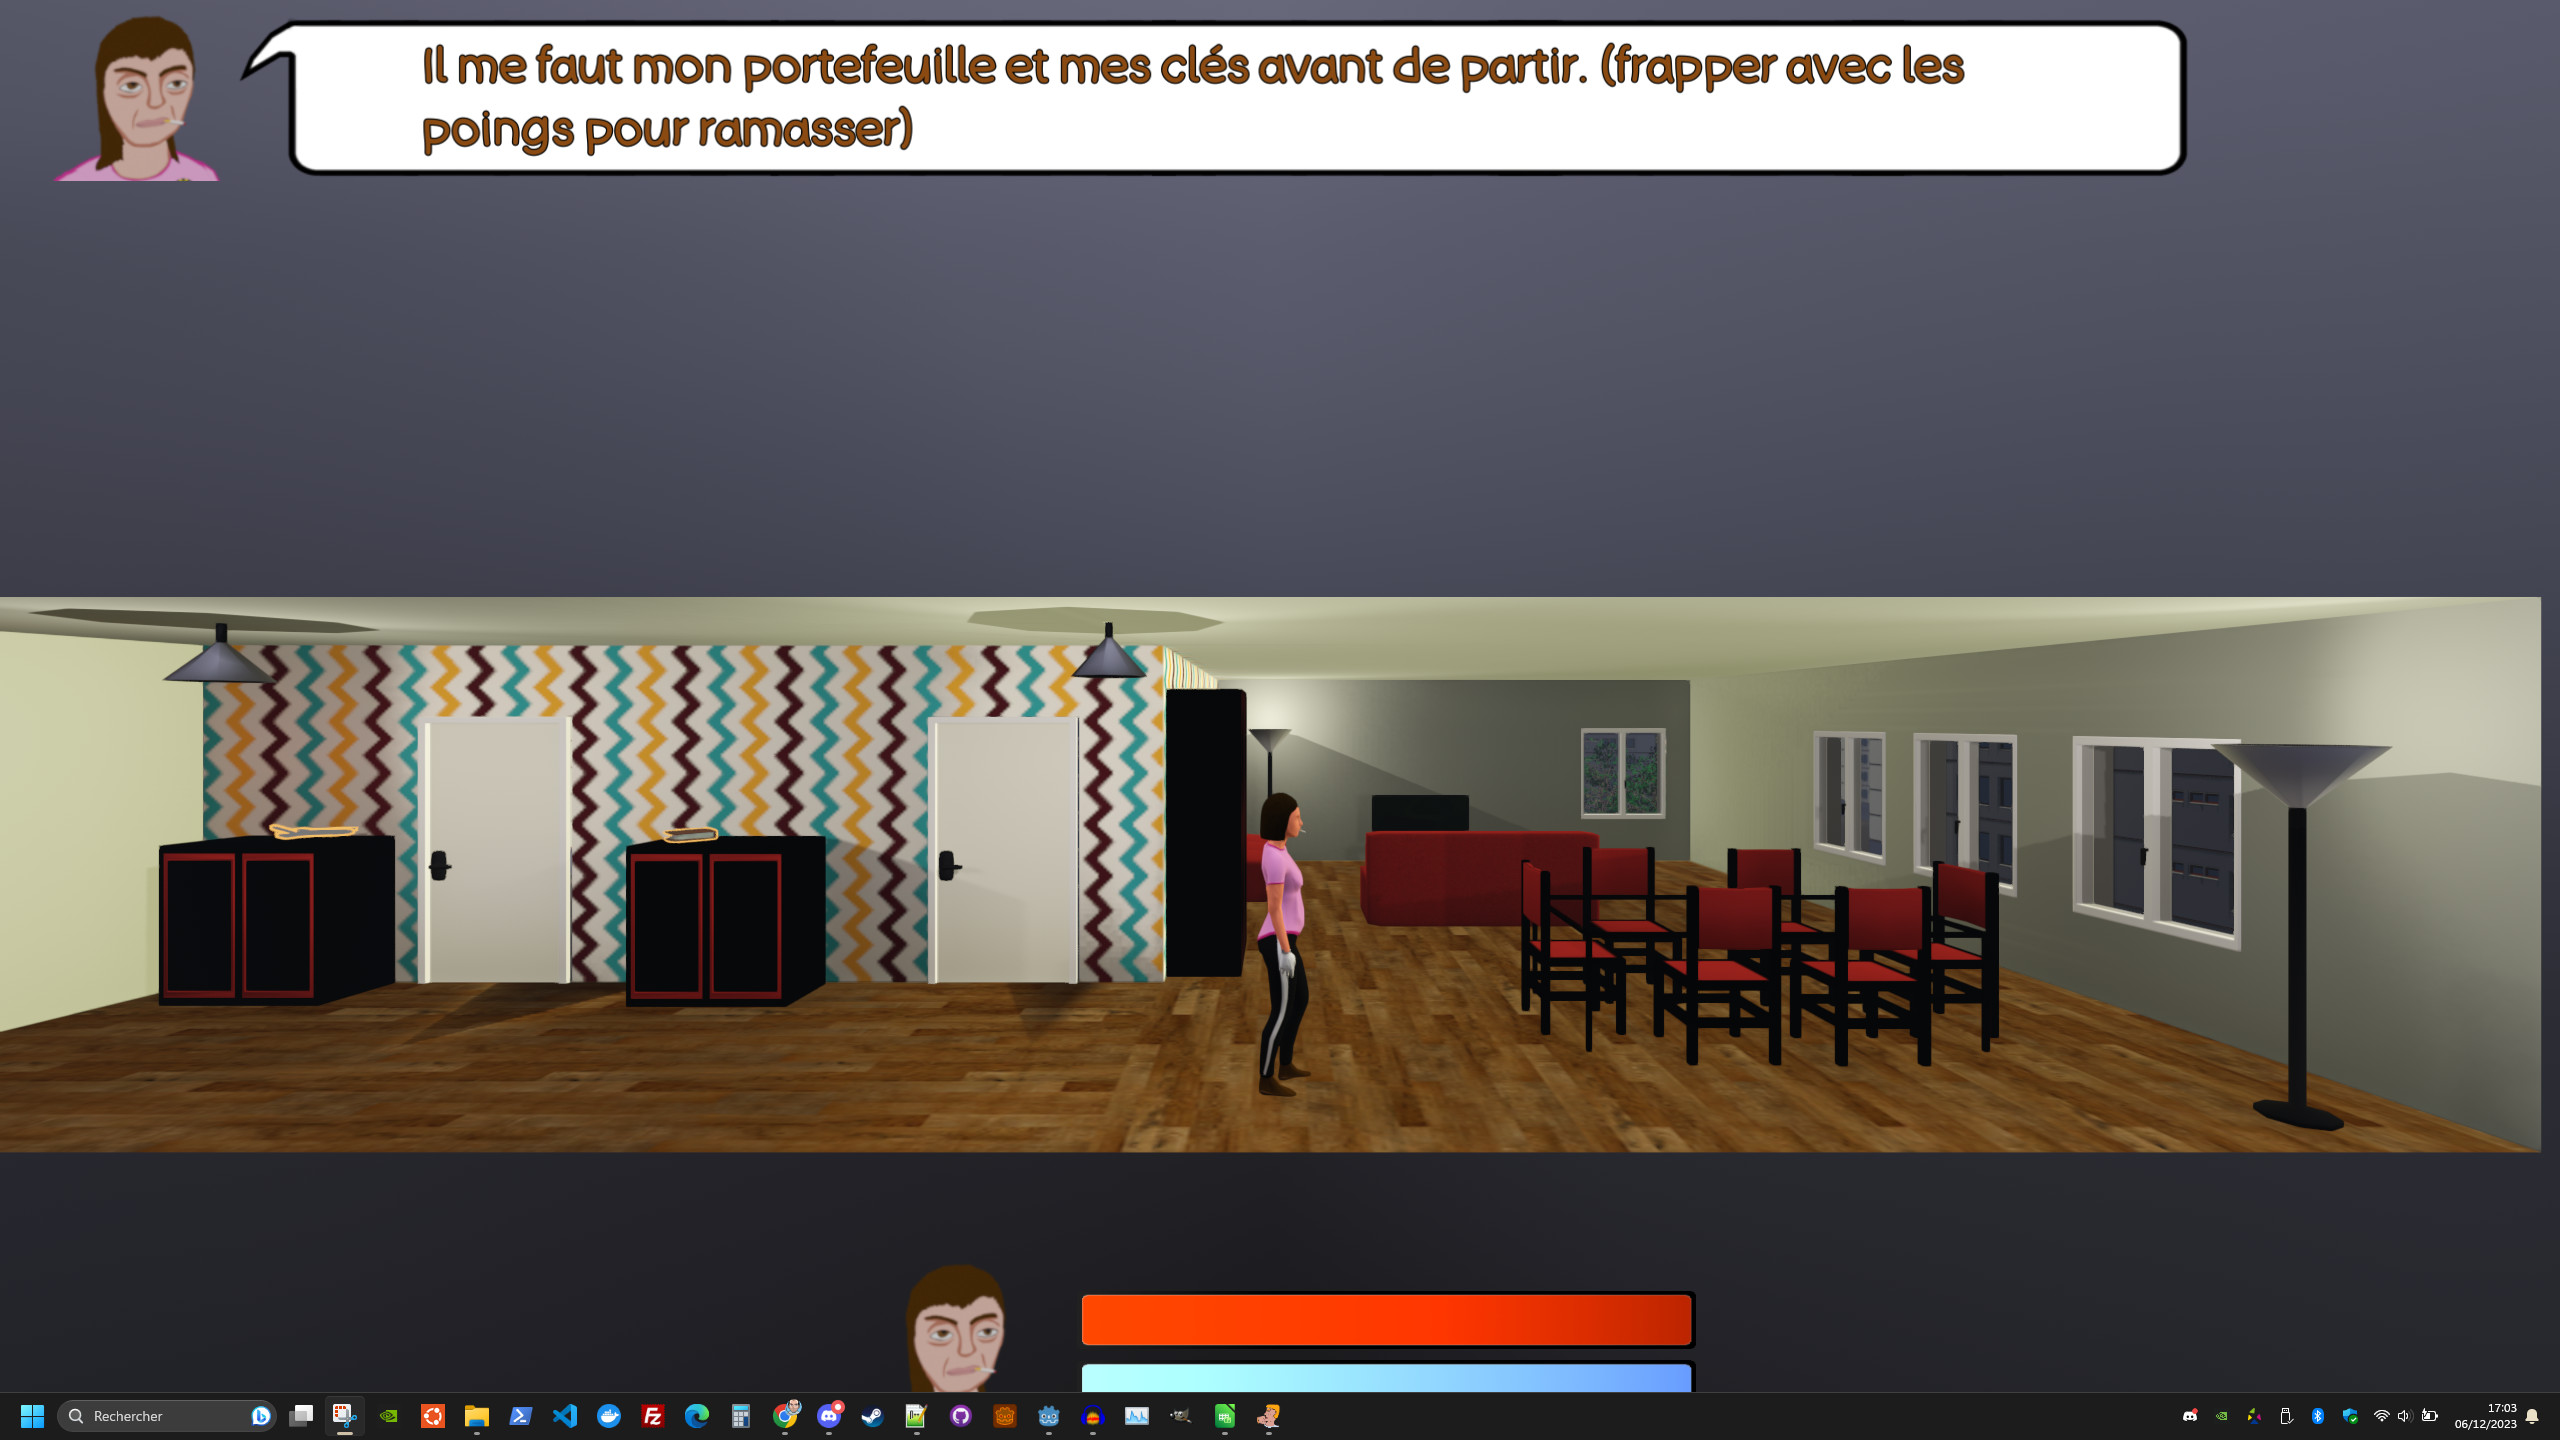 Il me faut mon portefeuille et mes clés avant de partir. (frapper avec les
poings pour ramasser)
Rechercher
17:03
06/12/2023